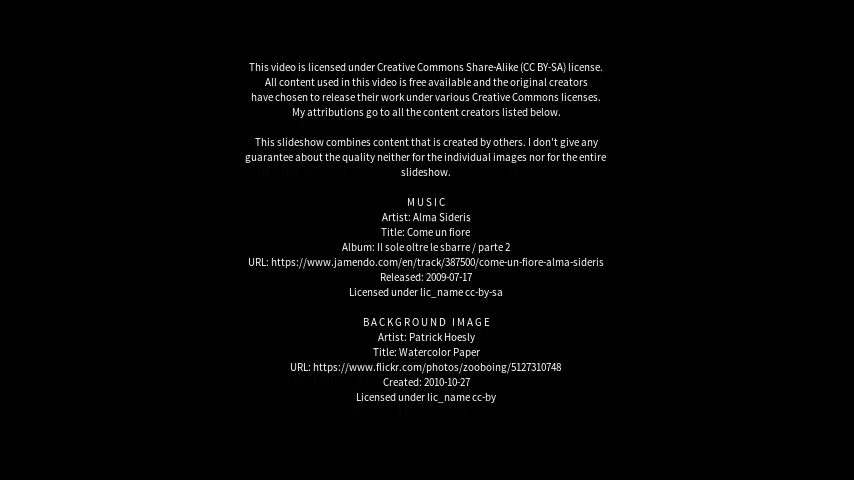 This video is licensed under Creative Commons Share-Alike (CC BY-SA) license.
All content used in this video is free available and the original creators
have chosen to release their work under various Creative Commons licenses.
My attributions go to all the content creators listed below.
This slideshow combines content that is created by others. I don't give any
guarantee about the quality neither for the individual images nor for the entire
slideshow.
MUSIC
Artist: Alma Sideris
Title: Come un fiore
Album: Il sole oltre le sbarre / parte 2
URL: https://www.jamendo.com/en/track/387500/come-un-fiore-alma-sideris
Released: 2009-07-17
Licensed under lic_name cc-by-sa
BACKGROUND IMAGE
Artist: Patrick Hoesly
Title: Watercolor Paper
URL: https://www.flickr.com/photos/zooboing/5127310748
Created: 2010-10-27
Licensed under lic_name cc-by